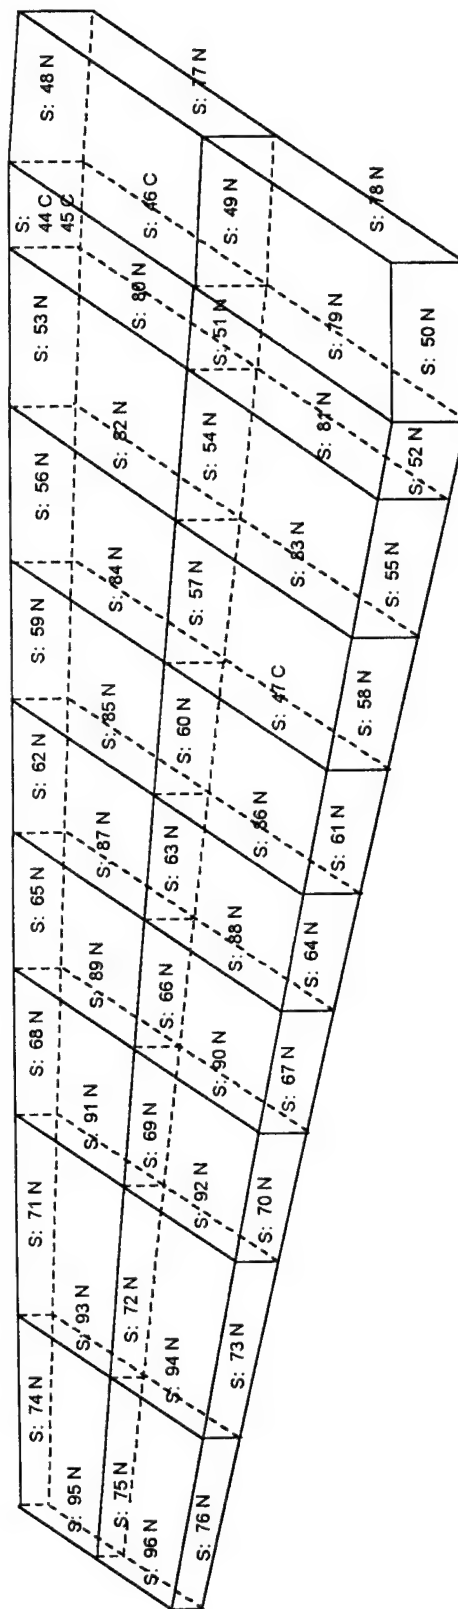 S: 74 N
S: 71 N
S: 68 N
S: 65 N
S: 62 N
S: 59 N
S: 56 N
S: 53 N
S:
44 C
45 C
S: 48 N
S: 95 N
S: 93 N
S: 91 N
S: 89 N
S: 87 N
S: 85 N
S: 84 N
S: 82 N
S: 80 N
S: 46 C
S: 77 N
S: 75 N
S: 72 N
S: 69 N
S: 66 N
S: 63 N
S: 60 N
S: 57 N
S: 54 N
S: 51 N
S: 49 N
S: 96 N
S: 94 N
S: 92 N
S: 90 N
S: 88 N
S: 86 N
S: 47 C
S: 83 N
S: 81 N
S: 79 N
S: 78 N
S: 76 N
S: 73 N
S: 70 N
S: 67 N
S: 64 N
S: 61 N
S: 58 N
S: 55 N
S: 52 N
S: 50 N